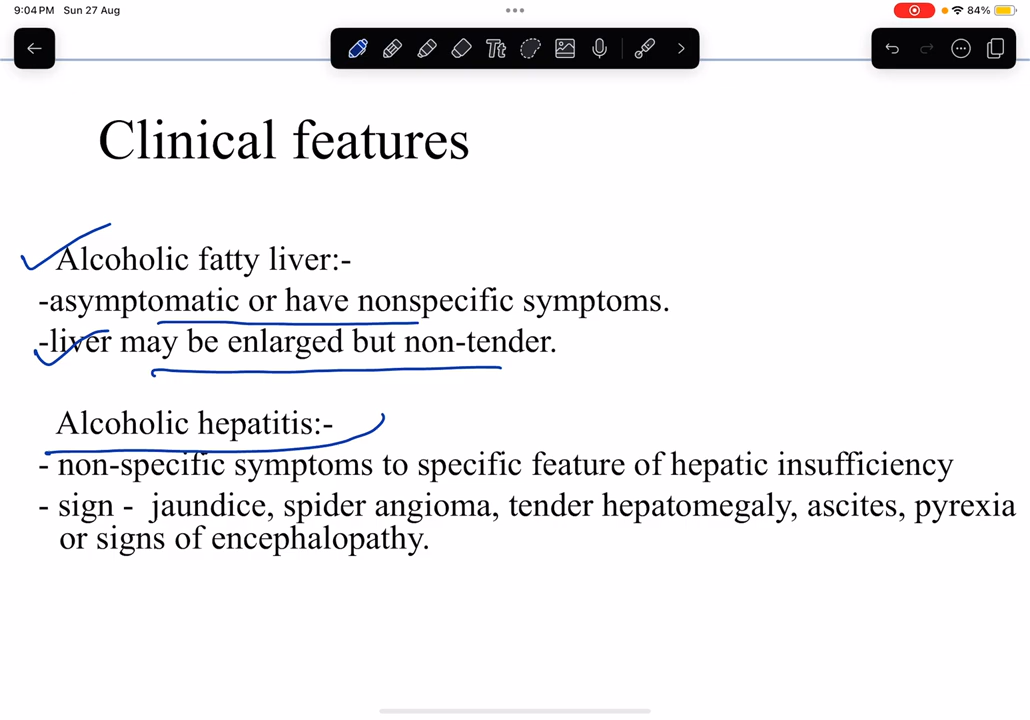 9:04 PM Sun 27 Aug
84%
Tt
Clinical features
Alcoholic fatty liver:-
-asymptomatic or have nonspecific symptoms.
-liver may be enlarged but non-tender.
Alcoholic hepatitis:-
- non-specific symptoms to specific feature of hepatic insufficiency
- sign - jaundice, spider angioma, tender hepatomegaly, ascites, pyrexia
or signs of encephalopathy.